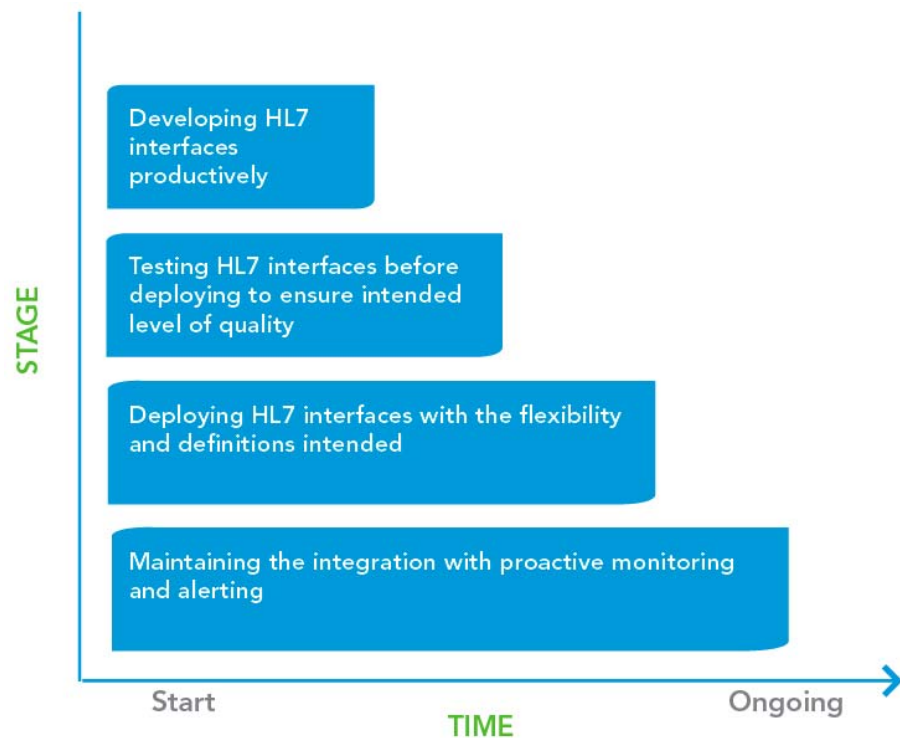 Developing HL7
interfaces
productively
Testing HL7 interfaces before
deploying to ensure intended
level of quality
STAGE
Deploying HL7 interfaces with the flexibility
and definitions intended
Maintaining the integration with proactive monitoring
and alerting
Start
Ongoing
TIME